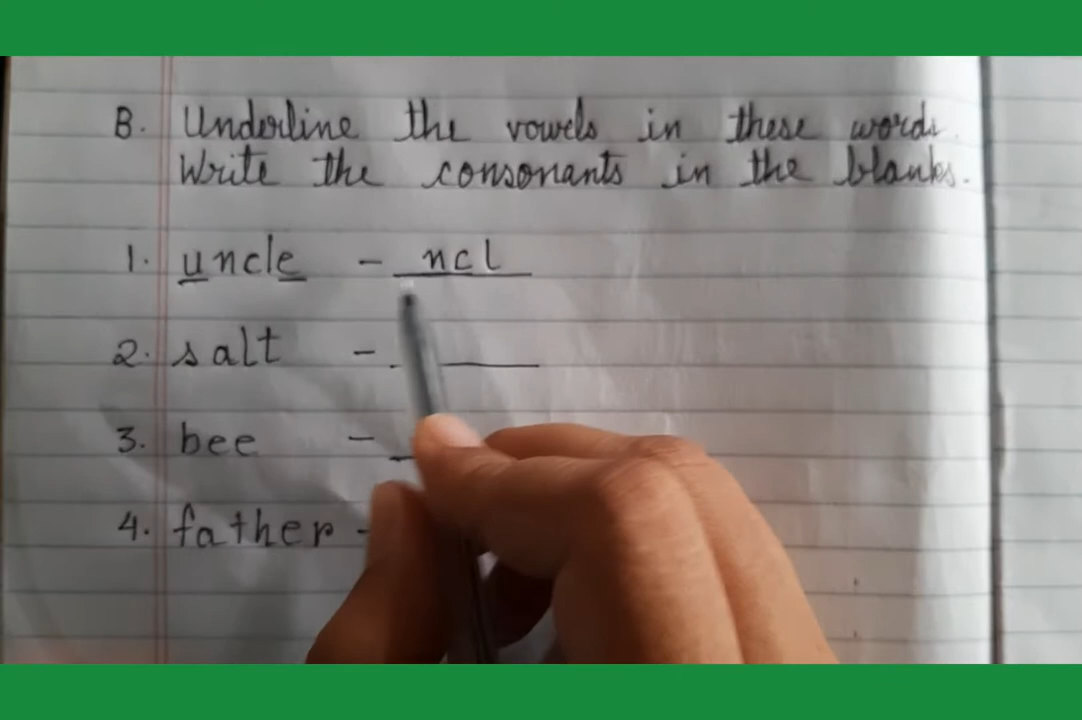 B. Underline the vowels in these words.
Write the consonants in the blanks.
1. uncle - ncl
2. salt -
3. bee -
4. father -